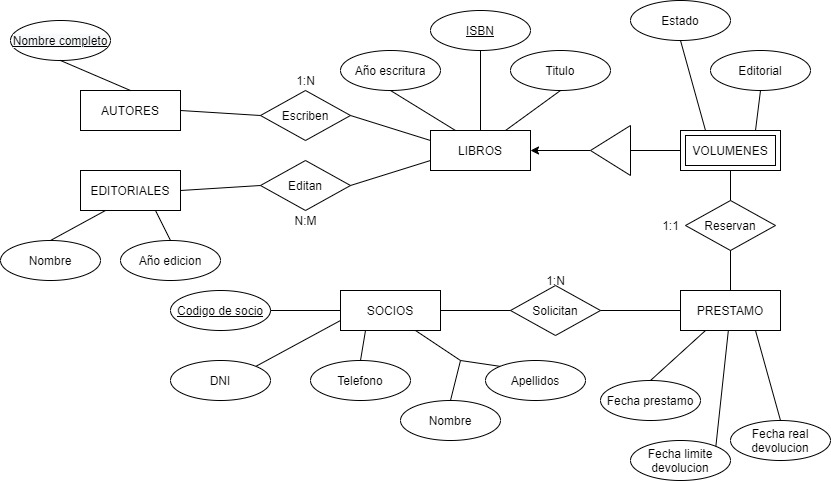 Estado
Nombre completo
ISBN
Año escritura
Titulo
Editorial
1:N
AUTORES
Escriben
LIBROS
VOLUMENES
EDITORIALES
Editan
N:M
1:1
Reservan
Nombre
Año edicion
1:N
Codigo de socio
SOCIOS
Solicitan
PRESTAMO
DNI
Telefono
Apellidos
Nombre
Fecha prestamo
Fecha limite
devolucion
Fecha real
devolucion